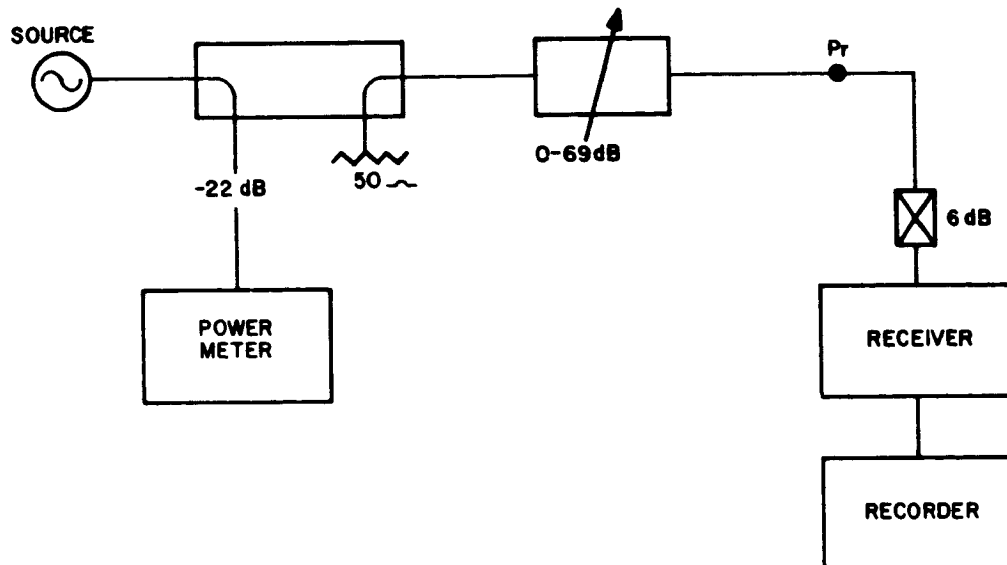 SOURCE
Pr
0-69dB
-22 dB
50
6 dB
POWER
METER
RECEIVER
RECORDER